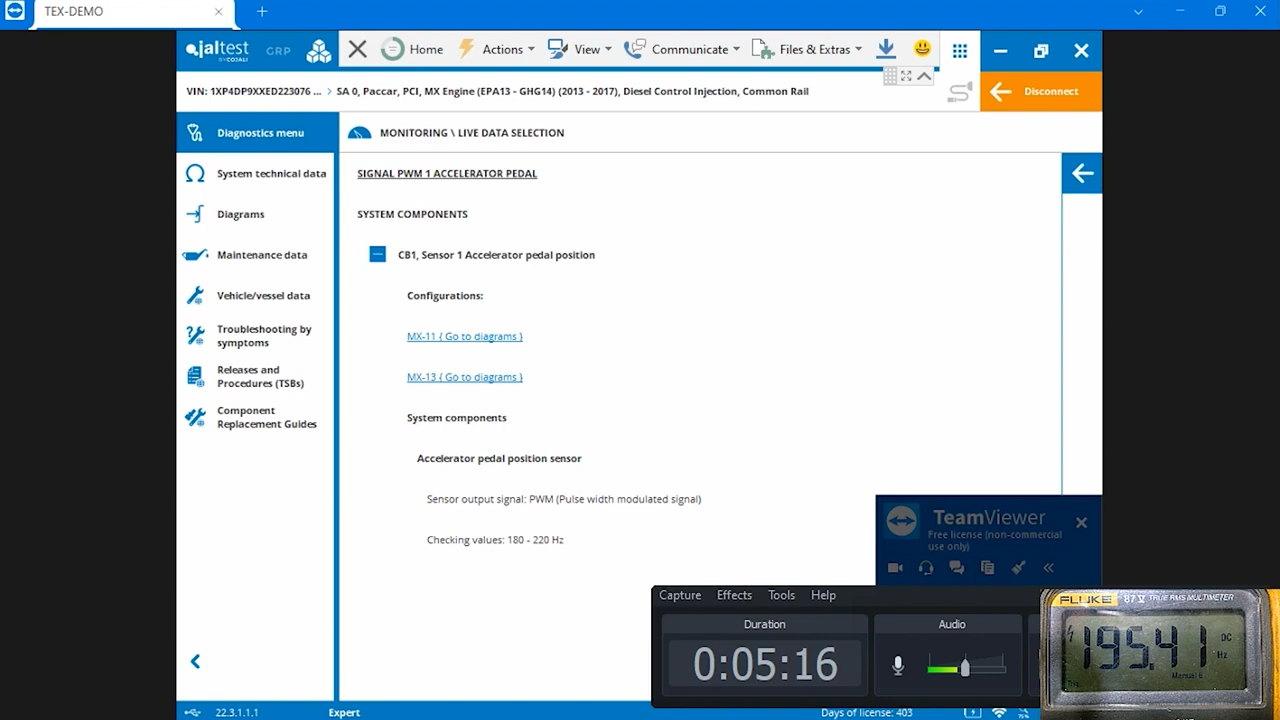 TEX-DEMO
jaltest
BY COJALI
GRP
Home
Actions
View
Communicate
Files & Extras
VIN: 1XP4DP9XXED223076 ... > SA 0, Paccar, PCI, MX Engine (EPA13 - GHG14) (2013 - 2017), Diesel Control Injection, Common Rail
Disconnect
Diagnostics menu
System technical data
Diagrams
Maintenance data
Vehicle/vessel data
Troubleshooting by
symptoms
Releases and
Procedures (TSBs)
Component
Replacement Guides
MONITORING \ LIVE DATA SELECTION
SIGNAL PWM 1 ACCELERATOR PEDAL
SYSTEM COMPONENTS
CB1, Sensor 1 Accelerator pedal position
Configurations:
MX-11 { Go to diagrams }
MX-13 { Go to diagrams }
System components
Accelerator pedal position sensor
Sensor output signal: PWM (Pulse width modulated signal)
Checking values: 180 - 220 Hz
TeamViewer
Free license (non-commercial
use only)
Capture
Effects
Tools
Help
Duration
0:05:16
Audio
FLUKE 87 V TRUE RMS MULTIMETER
195.41
DC
Hz
22.3.1.1.1
Expert
Days of license: 403